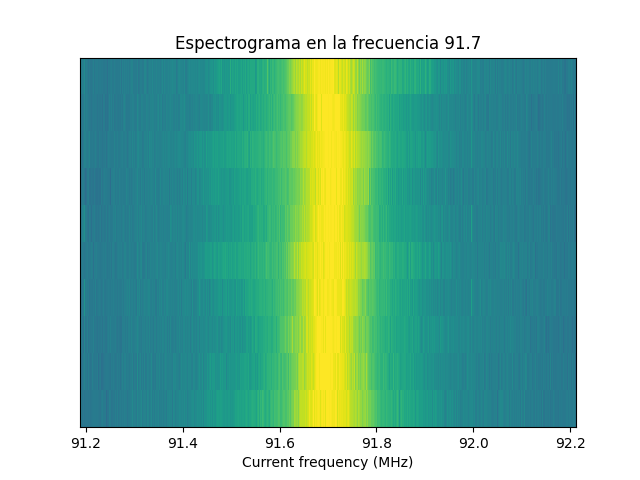 Espectrograma en la frecuencia 91.7
91.2 91.4 91.6 91.8 92.0 92.2
Current frequency (MHz)